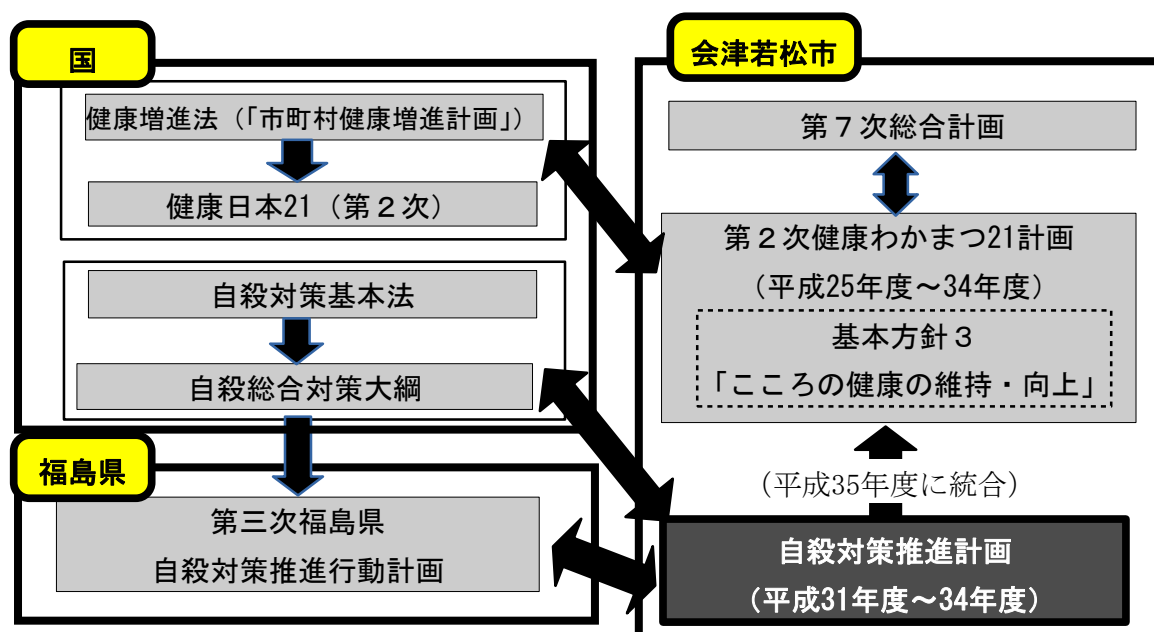 国
健康増進法（「市町村健康増進計画」）
健康日本21（第２次）
自殺対策基本法
自殺総合対策大綱
福島県
第三次福島県
自殺対策推進行動計画
会津若松市
第７次総合計画
第２次健康わかまつ21計画
（平成25年度～34年度）
基本方針３
「こころの健康の維持・向上」
（平成35年度に統合）
自殺対策推進計画
（平成31年度～34年度）